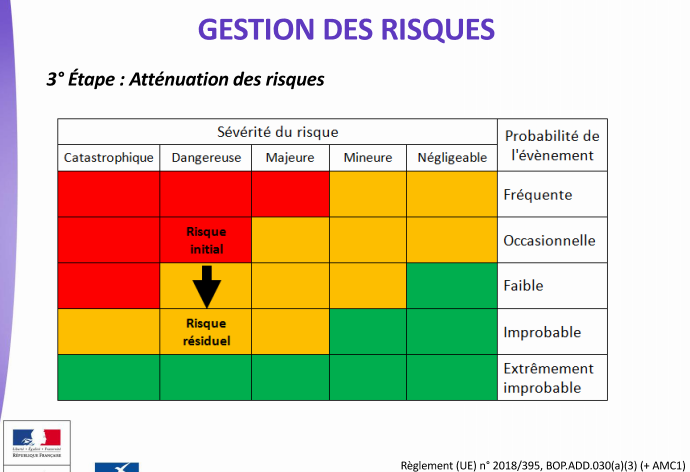 GESTION DES RISQUES
3° Étape : Atténuation des risques
Sévérité du risque
Probabilité de
l'évènement
Catastrophique Dangereuse Majeure Mineure Négligeable
Fréquente
Risque
initial
Occasionnelle
Faible
Risque
résiduel
Improbable
Extrêmement
improbable
Liberté • Égalité • Fraternité
RÉPUBLIQUE FRANÇAISE
Règlement (UE) n° 2018/395, BOP.ADD.030(a)(3) (+ AMC1)